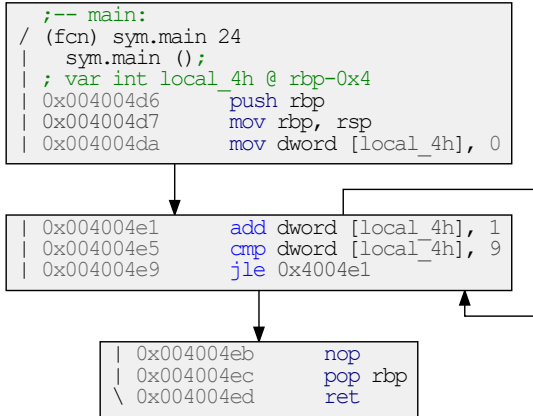 ;-- main:
/ (fcn) sym.main 24
|   sym.main ();
| ; var int local_4h @ rbp-0x4
| 0x004004d6      push rbp
| 0x004004d7      mov rbp, rsp
| 0x004004da      mov dword [local_4h], 0
| 0x004004e1      add dword [local_4h], 1
| 0x004004e5      cmp dword [local_4h], 9
| 0x004004e9      jle 0x4004e1
| 0x004004eb      nop
| 0x004004ec      pop rbp
\ 0x004004ed      ret